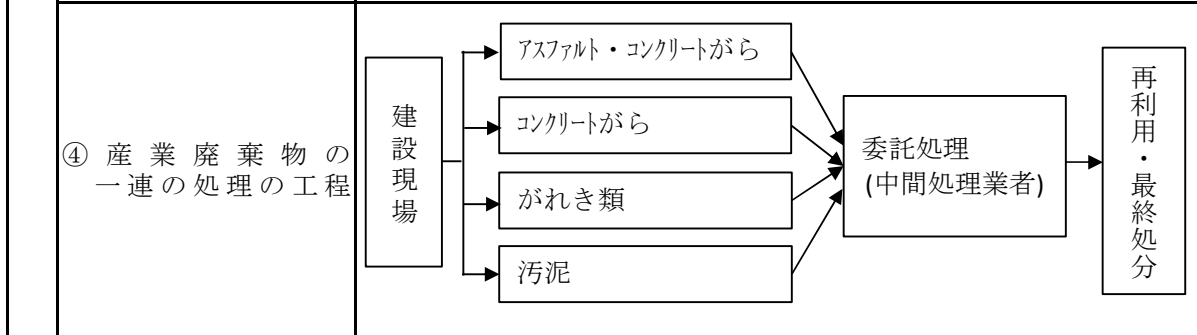 ④ 産業廃棄物の
一連の処理の工程
建設現場
アスファルト・コンクリートがら
コンクリートがら
がれき類
汚泥
委託処理
(中間処理業者)
再利用・最終処分